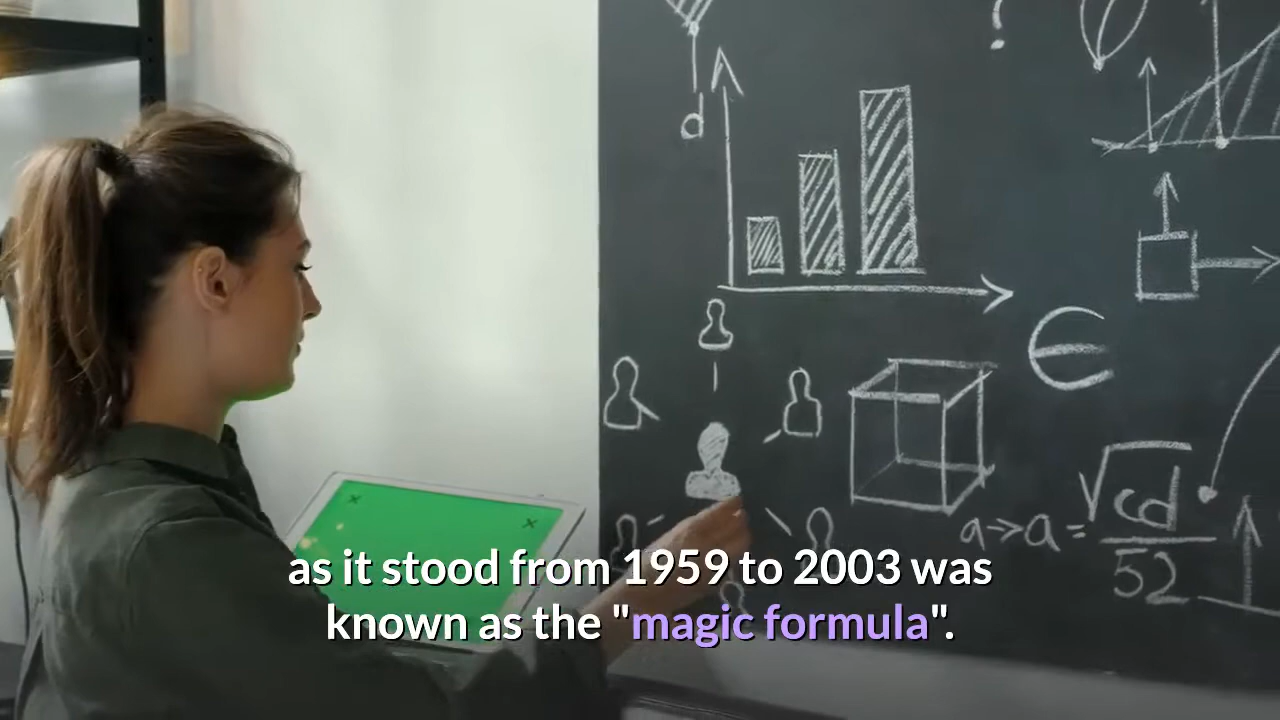 ?
d
€
a→a = √cd
52
as it stood from 1959 to 2003 was
known as the "magic formula".